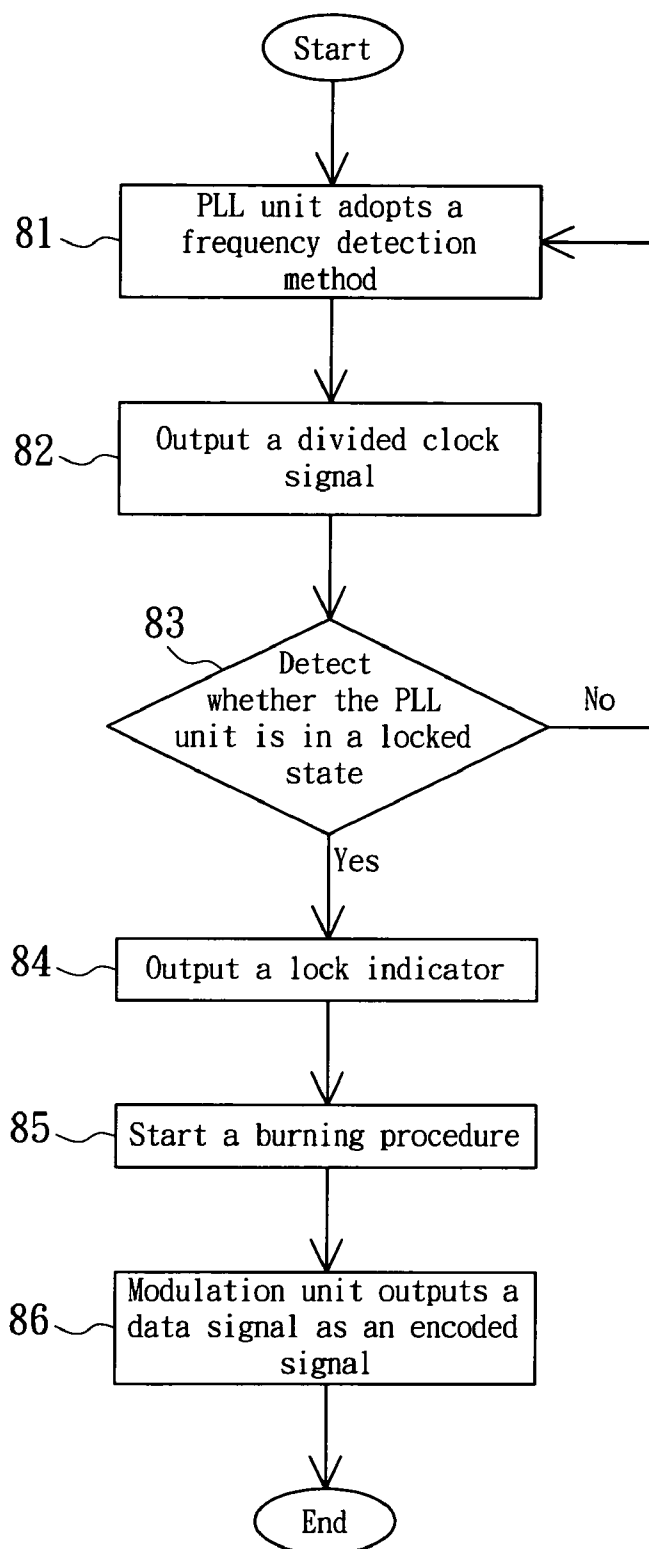 Start
81
PLL unit adopts a
frequency detection
method
82
Output a divided clock
signal
83
Detect
whether the PLL
unit is in a locked
state
No
Yes
84
Output a lock indicator
85
Start a burning procedure
86
Modulation unit outputs a
data signal as an encoded
signal
End